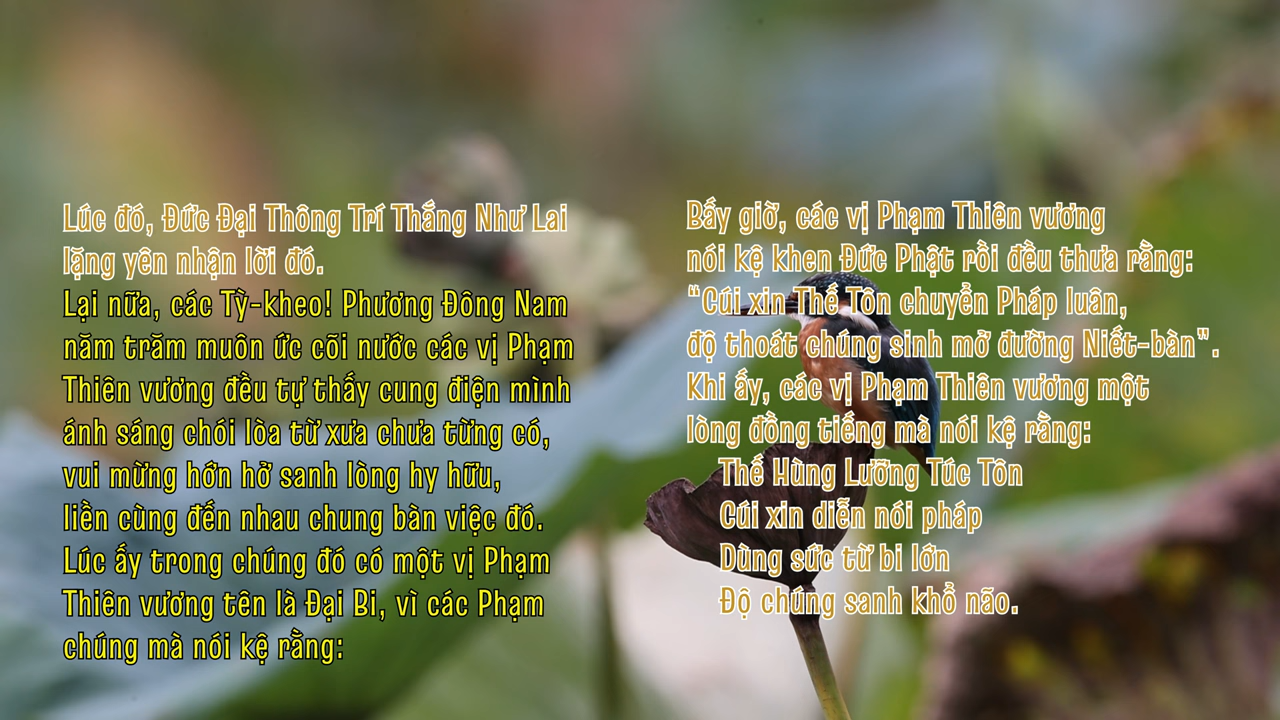 Lúc đó, Đức Đại Thông Trí Thắng Như Lai
lặng yên nhận lời đó.
Lại nữa, các Tỳ-kheo! Phương Đông Nam
năm trăm muôn ức cõi nước các vị Phạm
Thiên vương đều tự thấy cung điện mình
ánh sáng chói lòa từ xưa chưa từng có,
vui mừng hớn hở sanh lòng hy hữu,
liền cùng đến nhau chung bàn việc đó.
Lúc ấy trong chúng đó có một vị Phạm
Thiên vương tên là Đại Bi, vì các Phạm
chúng mà nói kệ rằng:
Bấy giờ, các vị Phạm Thiên vương
nói kệ khen Đức Phật rồi đều thưa rằng:
“Cúi xin Thế Tôn chuyển Pháp luân,
độ thoát chúng sinh mở đường Niết-bàn”.
Khi ấy, các vị Phạm Thiên vương một
lòng đồng tiếng mà nói kệ rằng:
Thế Hùng Lưỡng Túc Tôn
Cúi xin diễn nói pháp
Dùng sức từ bi lớn
Độ chúng sanh khổ não.